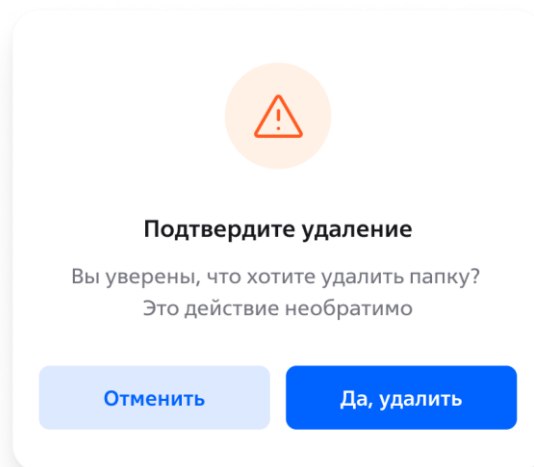 Подтвердите удаление
Вы уверены, что хотите удалить папку?
Это действие необратимо
Отменить
Да, удалить